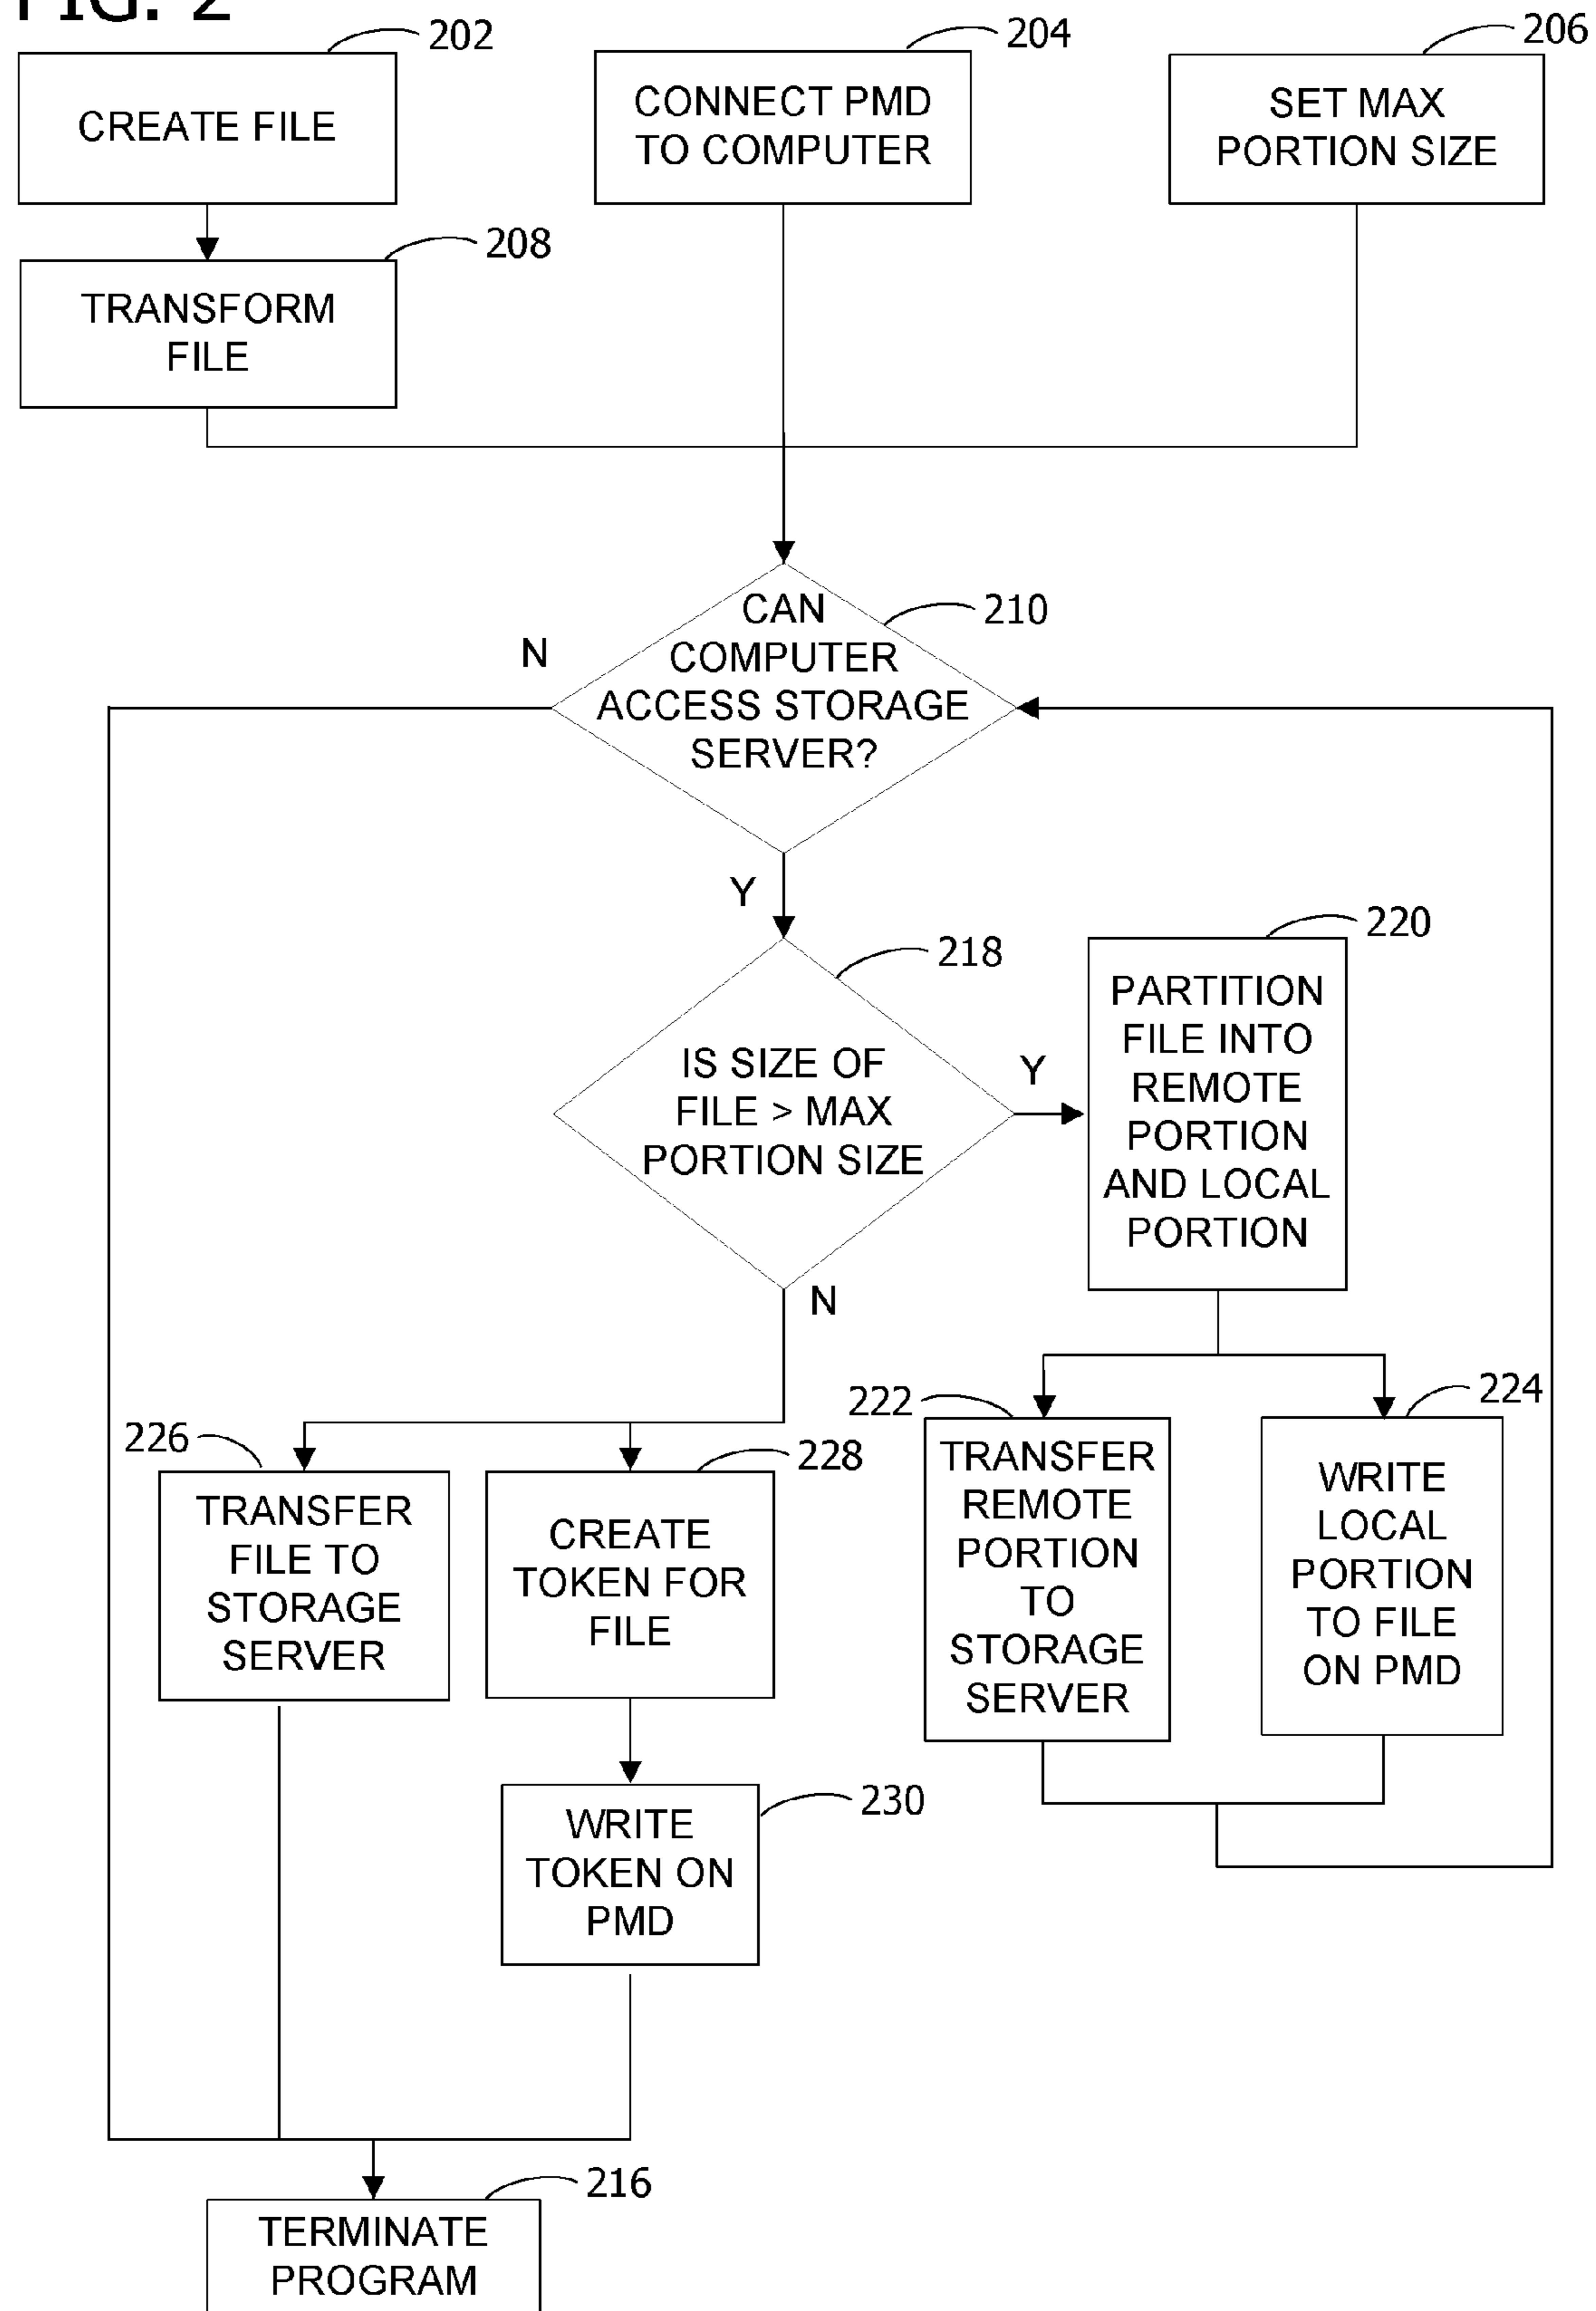 FIG. 2
202
204
206
CREATE FILE
CONNECT PMD
TO COMPUTER
SET MAX
PORTION SIZE
208
TRANSFORM
FILE
210
CAN
COMPUTER
ACCESS STORAGE
SERVER?
N
Y
218
IS SIZE OF
FILE > MAX
PORTION SIZE
Y
N
220
PARTITION
FILE INTO
REMOTE
PORTION
AND LOCAL
PORTION
222
TRANSFER
REMOTE
PORTION
TO
STORAGE
SERVER
224
WRITE
LOCAL
PORTION
TO FILE
ON PMD
226
TRANSFER
FILE TO
STORAGE
SERVER
228
CREATE
TOKEN FOR
FILE
230
WRITE
TOKEN ON
PMD
216
TERMINATE
PROGRAM